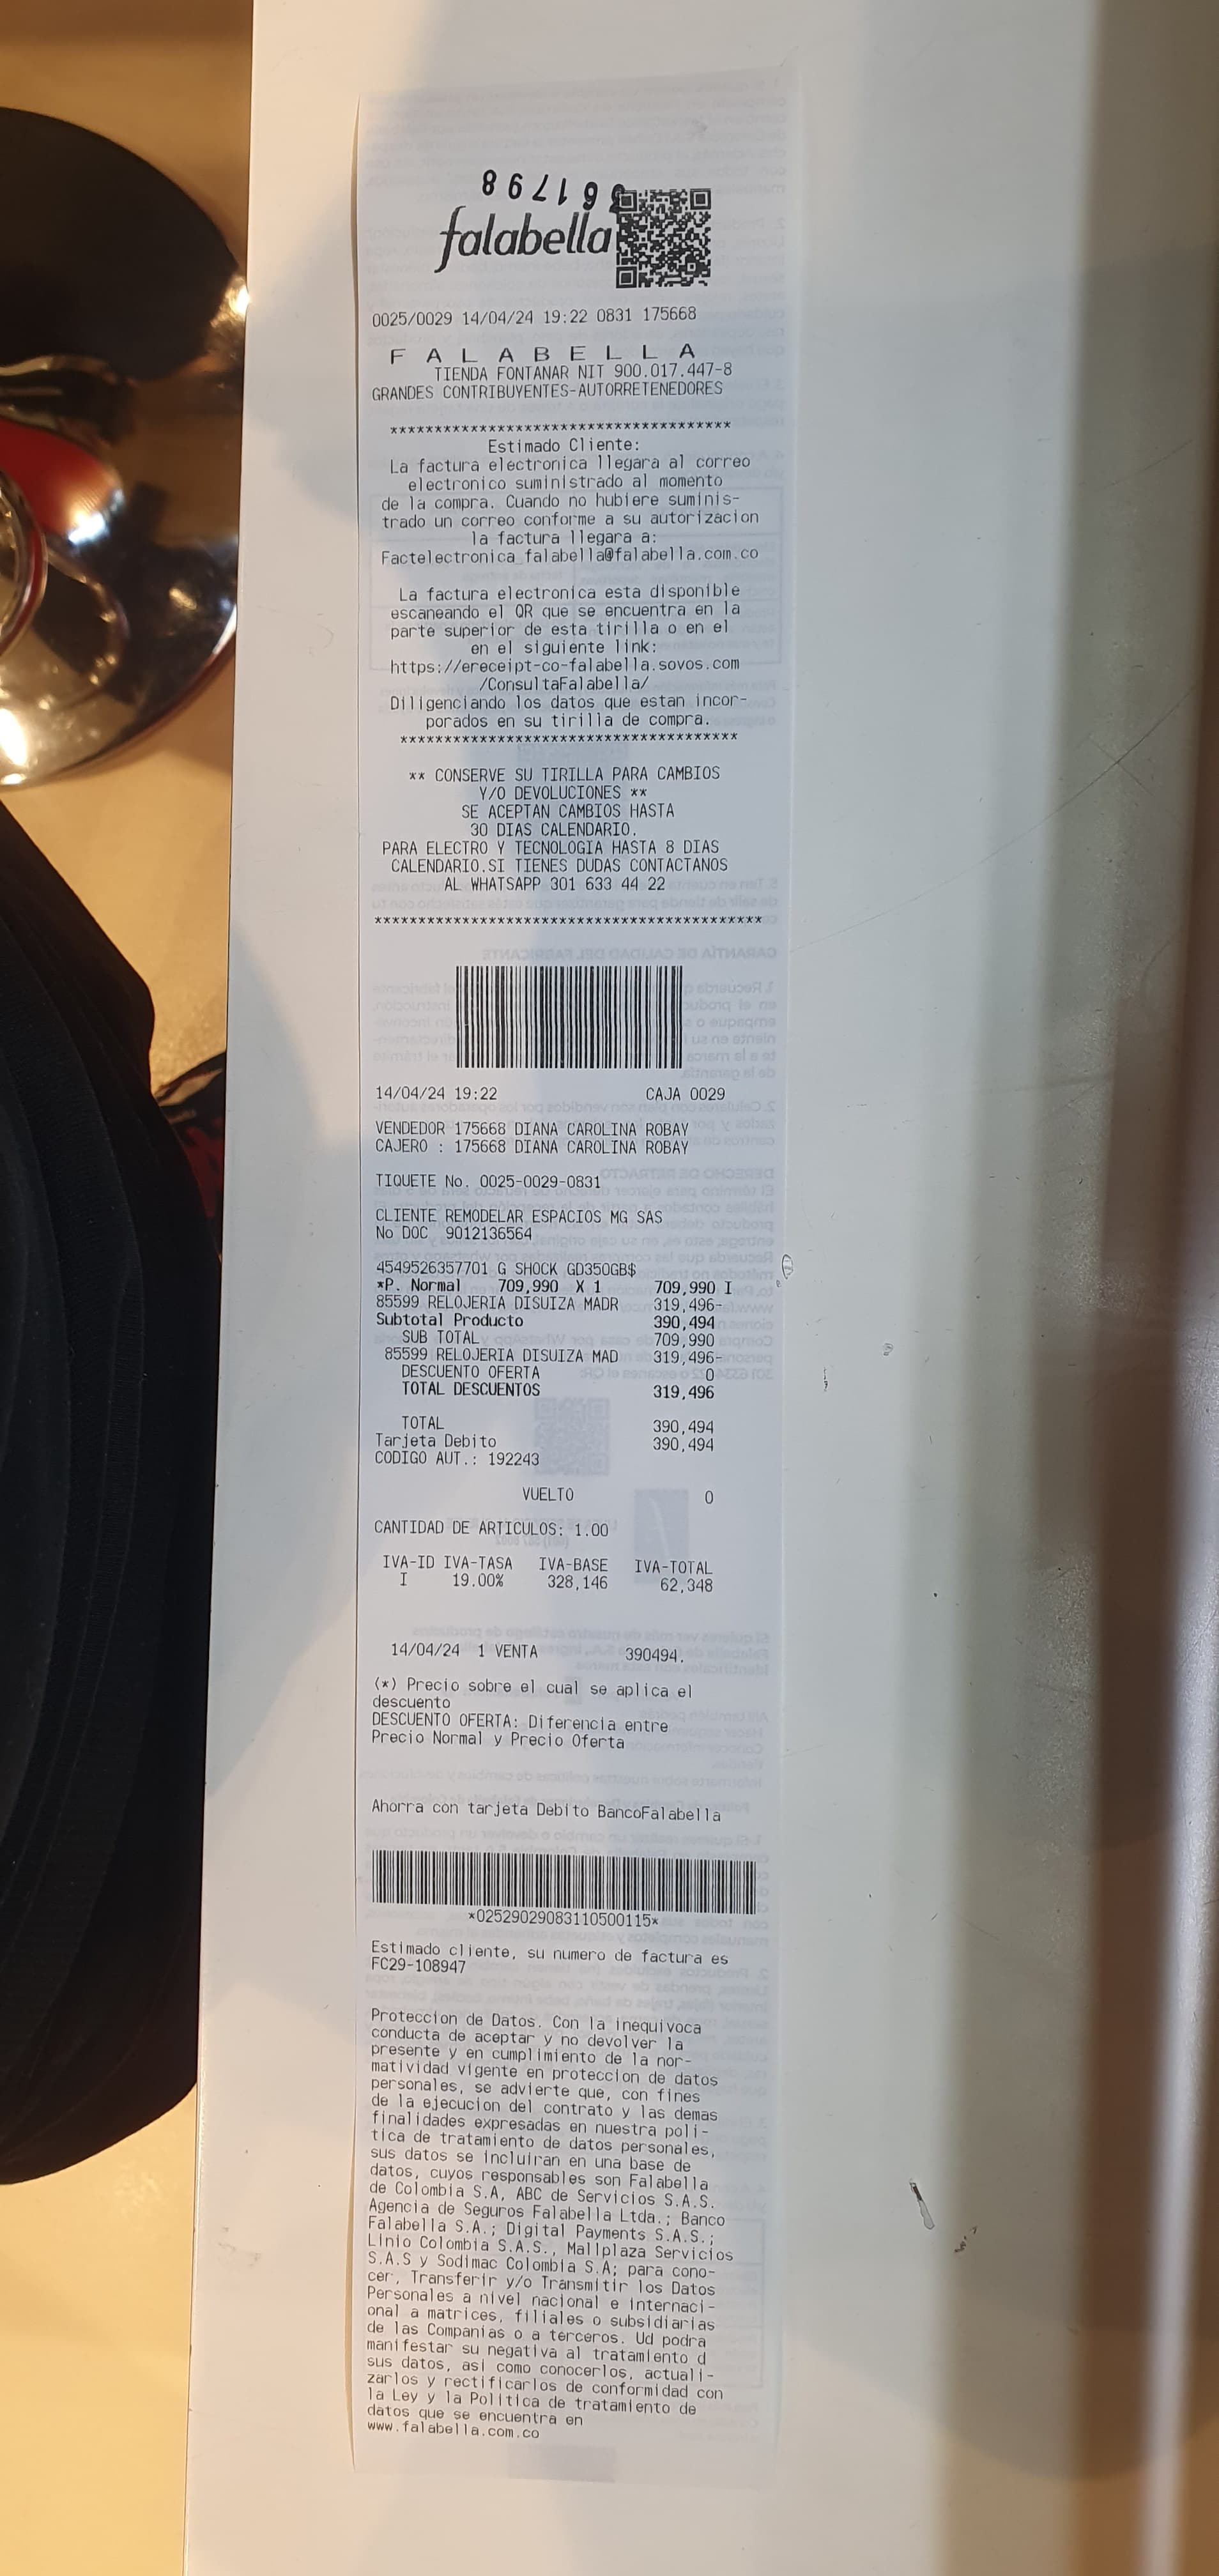 361798
falabella
0025/0029 14/04/24 19:22 0831 175668
F A L A B E L L A
TIENDA FONTANAR NIT 900.017.447-8
GRANDES CONTRIBUYENTES-AUTORRETENEDORES
**************************************
Estimado Cliente:
La factura electronica llegara al correo
electronico suministrado al momento
de la compra. Cuando no hubiere suminis-
trado un correo conforme a su autorizacion
la factura llegara a:
Factelectronica_falabella@falabella.com.co
La factura electronica esta disponible
escaneando el QR que se encuentra en la
parte superior de esta tirilla o en el
en el siguiente link:
https://ereceipt-co-falabella.sovos.com
/ConsultaFalabella/
Diligenciando los datos que estan incor-
porados en su tirilla de compra.
**************************************
** CONSERVE SU TIRILLA PARA CAMBIOS
Y/O DEVOLUCIONES **
SE ACEPTAN CAMBIOS HASTA
30 DIAS CALENDARIO.
PARA ELECTRO Y TECNOLOGIA HASTA 8 DIAS
CALENDARIO.SI TIENES DUDAS CONTACTANOS
AL WHATSAPP 301 633 44 22
********************************************
14/04/24 19:22 CAJA 0029
VENDEDOR 175668 DIANA CAROLINA ROBAY
CAJERO : 175668 DIANA CAROLINA ROBAY
TIQUETE No. 0025-0029-0831
CLIENTE REMODELAR ESPACIOS MG SAS
No DOC 9012136564
4549526357701 G SHOCK GD350GB$
*P. Normal 709,990 X 1 709,990 I
85599 RELOJERIA DISUIZA MADR 319,496-
Subtotal Producto 390,494
SUB TOTAL 709,990
85599 RELOJERIA DISUIZA MAD 319,496-
DESCUENTO OFERTA 0
TOTAL DESCUENTOS 319,496
TOTAL 390,494
Tarjeta Debito 390,494
CODIGO AUT.: 192243
VUELTO 0
CANTIDAD DE ARTICULOS: 1.00
IVA-ID IVA-TASA IVA-BASE IVA-TOTAL
I 19.00% 328,146 62,348
14/04/24 1 VENTA 390494.
(*) Precio sobre el cual se aplica el
descuento
DESCUENTO OFERTA: Diferencia entre
Precio Normal y Precio Oferta
Ahorra con tarjeta Debito BancoFalabella
*02529029083110500115*
Estimado cliente, su numero de factura es
FC29-108947
Proteccion de Datos. Con la inequivoca
conducta de aceptar y no devolver la
presente y en cumplimiento de la nor-
matividad vigente en proteccion de datos
personales, se advierte que, con fines
de la ejecucion del contrato y las demas
finalidades expresadas en nuestra poli-
tica de tratamiento de datos personales,
sus datos se incluiran en una base de
datos, cuyos responsables son Falabella
de Colombia S.A, ABC de Servicios S.A.S.
Agencia de Seguros Falabella Ltda.; Banco
Falabella S.A.; Digital Payments S.A.S.;
Linio Colombia S.A.S., Mallplaza Servicios
S.A.S y Sodimac Colombia S.A; para cono-
cer, Transferir y/o Transmitir los Datos
Personales a nivel nacional e internaci-
onal a matrices, filiales o subsidiarias
de las Companias o a terceros. Ud podra
manifestar su negativa al tratamiento d
sus datos, asi como conocerlos, actuali-
zarlos y rectificarlos de conformidad con
la Ley y la Politica de tratamiento de
datos que se encuentra en
www.falabella.com.co